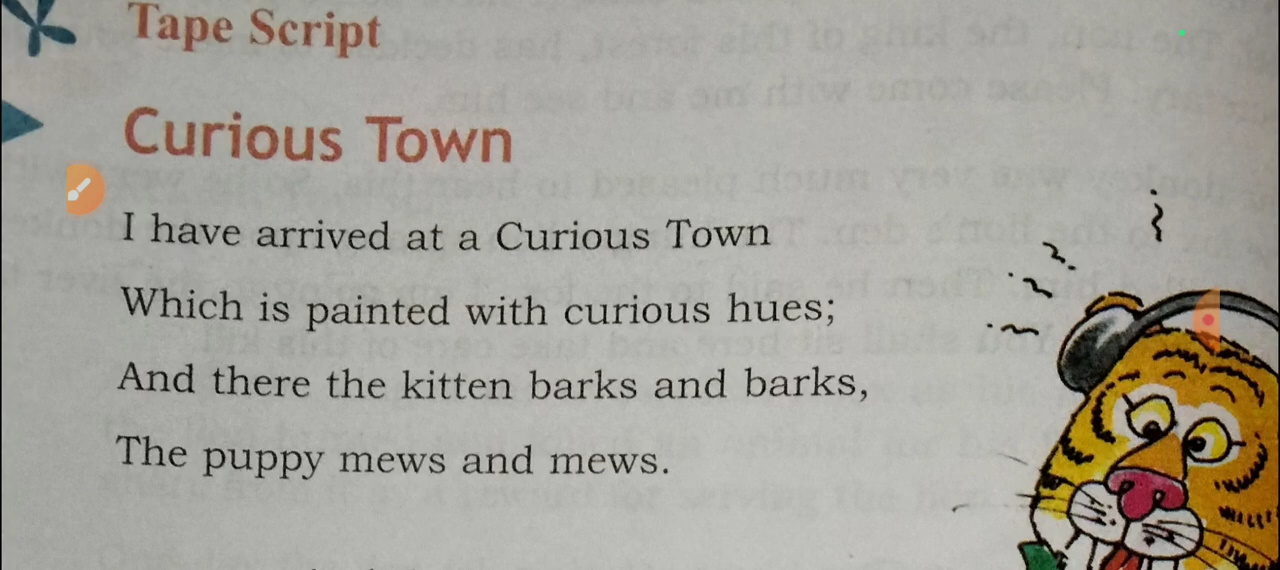 Tape Script
Curious Town
I have arrived at a Curious Town
Which is painted with curious hues;
And there the kitten barks and barks,
The puppy mews and mews.